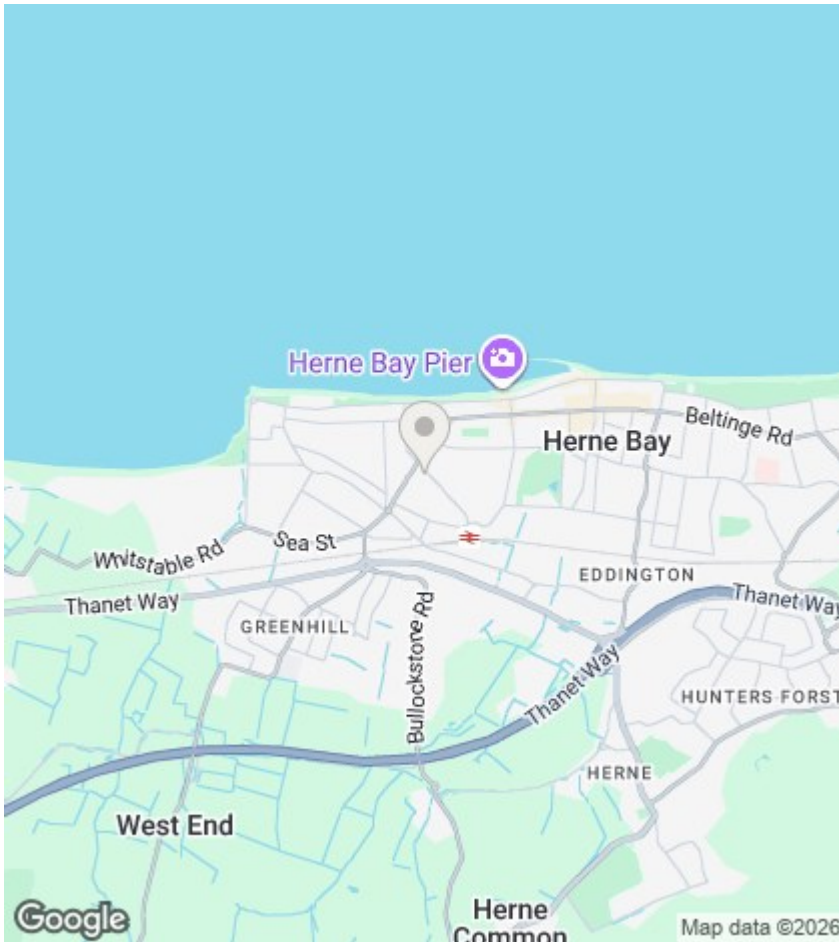 Herne Bay Pier
Beltinge Rd
Herne Bay
Whitstable Rd
Sea St
EDDINGTON
Thanet Way
Thanet Way
GREENHILL
Bullockstone Rd
Thanet Way
HUNTERS FORST
HERNE
West End
Herne
Common
Google
Map data ©2026